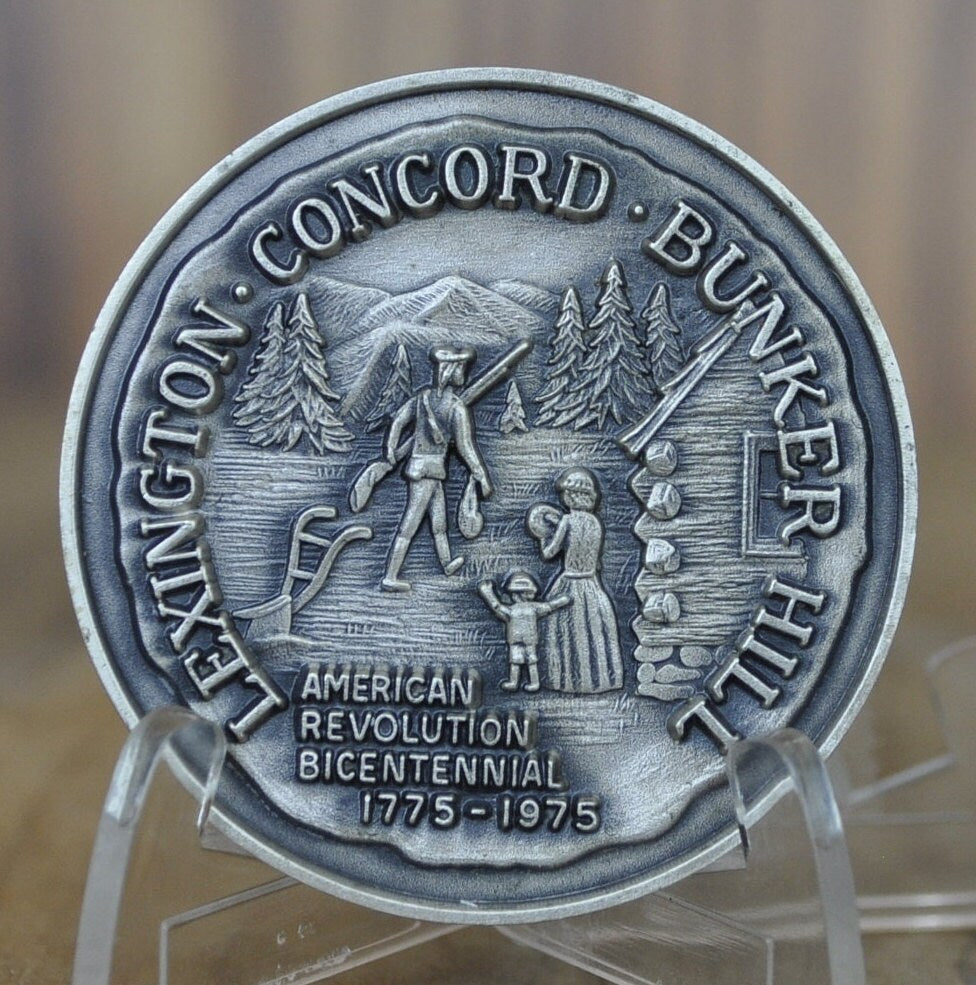 LEXINGTON · CONCORD · BUNKER HILL
AMERICAN
REVOLUTION
BICENTENNIAL
1775-1975